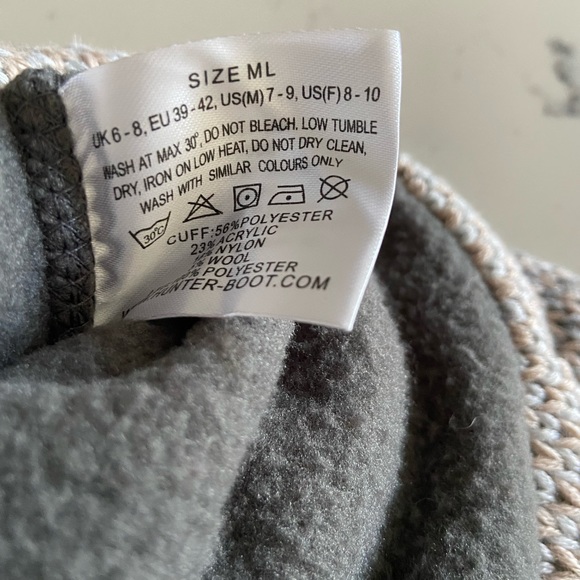 SIZE ML
UK 6 - 8, EU 39 - 42, US(M) 7 - 9, US(F) 8 - 10
WASH AT MAX 30°, DO NOT BLEACH. LOW TUMBLE
DRY, IRON ON LOW HEAT, DO NOT DRY CLEAN,
WASH WITH SIMILAR COLOURS ONLY
30°C
CUFF: 56% POLYESTER
23% ACRYLIC
NYLON
% WOOL
% POLYESTER
HUNTER-BOOT.COM